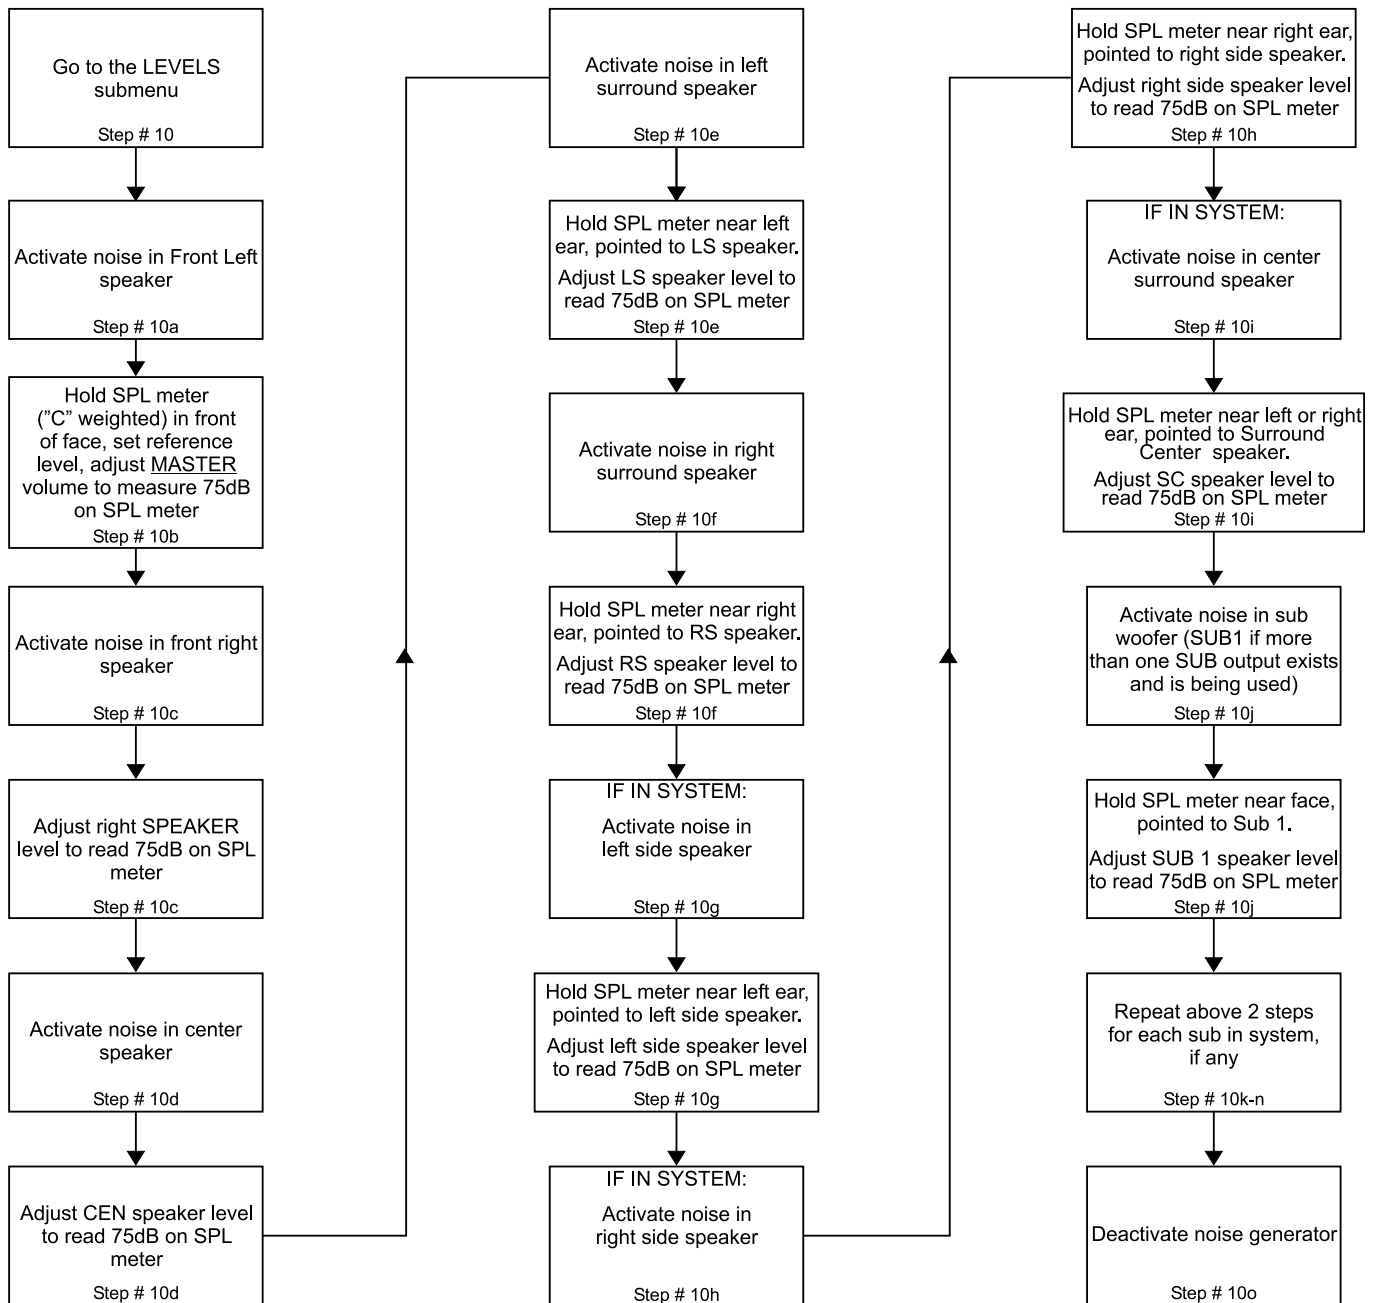 Go to the LEVELS
submenu
Step # 10
Activate noise in Front Left
speaker
Step # 10a
Hold SPL meter
(”C” weighted) in front
of face, set reference
level, adjust MASTER
volume to measure 75dB
on SPL meter
Step # 10b
Activate noise in front right
speaker
Step # 10c
Adjust right SPEAKER
level to read 75dB on SPL
meter
Step # 10c
Activate noise in center
speaker
Step # 10d
Adjust CEN speaker level
to read 75dB on SPL
meter
Step # 10d
Activate noise in left
surround speaker
Step # 10e
Hold SPL meter near left
ear, pointed to LS speaker.
Adjust LS speaker level to
read 75dB on SPL meter
Step # 10e
Activate noise in right
surround speaker
Step # 10f
Hold SPL meter near right
ear, pointed to RS speaker.
Adjust RS speaker level to
read 75dB on SPL meter
Step # 10f
IF IN SYSTEM:
Activate noise in
left side speaker
Step # 10g
Hold SPL meter near left ear,
pointed to left side speaker.
Adjust left side speaker level
to read 75dB on SPL meter
Step # 10g
IF IN SYSTEM:
Activate noise in
right side speaker
Step # 10h
Hold SPL meter near right ear,
pointed to right side speaker.
Adjust right side speaker level
to read 75dB on SPL meter
Step # 10h
IF IN SYSTEM:
Activate noise in center
surround speaker
Step # 10i
Hold SPL meter near left or right
ear, pointed to Surround
Center speaker.
Adjust SC speaker level to
read 75dB on SPL meter
Step # 10i
Activate noise in sub
woofer (SUB1 if more
than one SUB output exists
and is being used)
Step # 10j
Hold SPL meter near face,
pointed to Sub 1.
Adjust SUB 1 speaker level
to read 75dB on SPL meter
Step # 10j
Repeat above 2 steps
for each sub in system,
if any
Step # 10k-n
Deactivate noise generator
Step # 10o